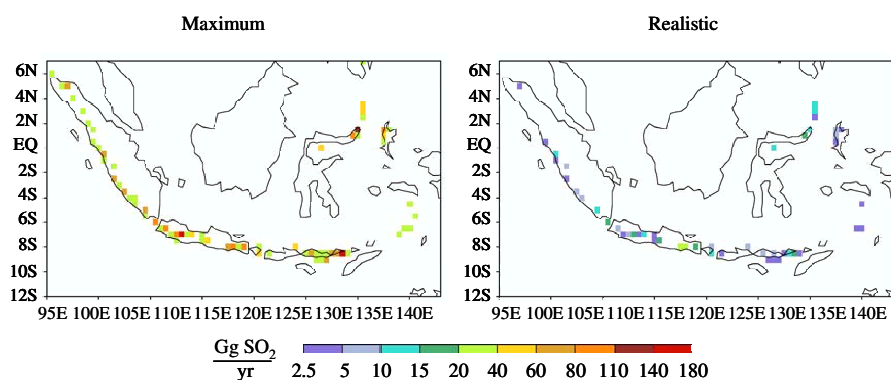 Maximum Realistic
6N 6N
4N 4N
2N 2N
EQ EQ
2S 2S
4S 4S
6S 6S
8S 8S
10S 10S
12S 12S
95E 100E 105E 110E 115E 120E 125E 130E 135E 140E 95E 100E 105E 110E 115E 120E 125E 130E 135E 140E
Gg SO₂
yr 2.5 5 10 15 20 40 60 80 110 140 180